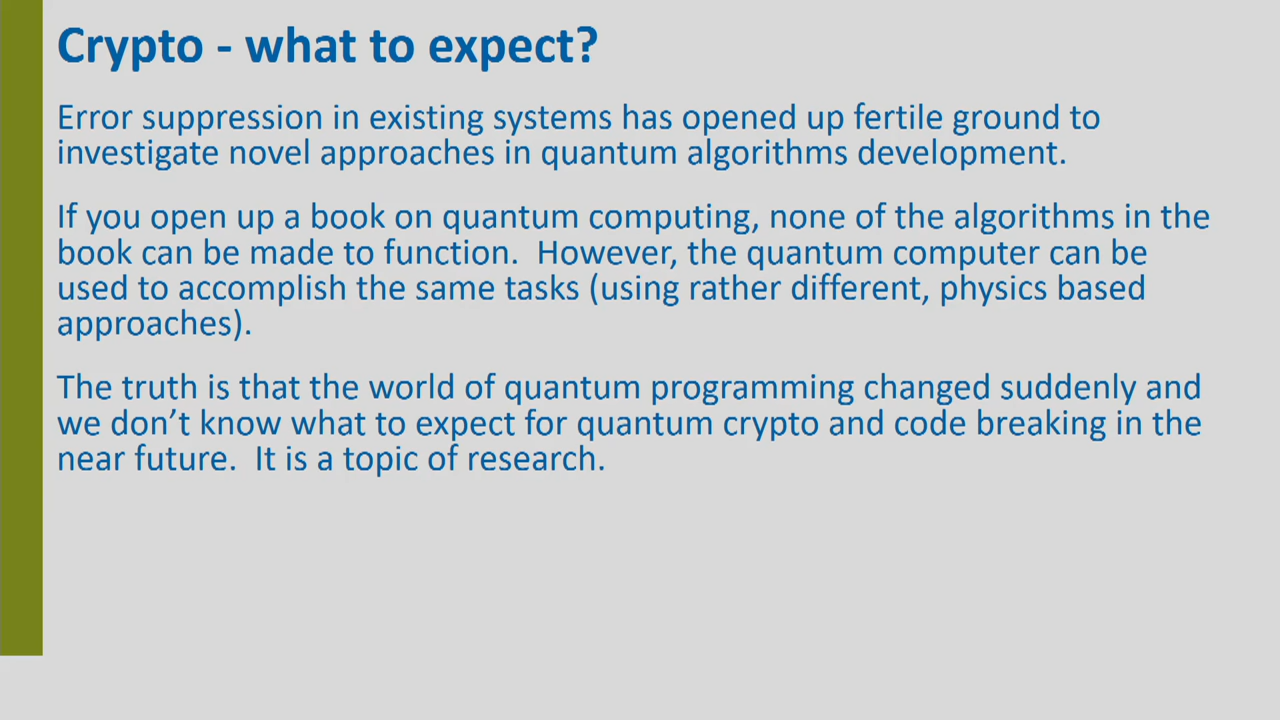 Crypto - what to expect?
Error suppression in existing systems has opened up fertile ground to
investigate novel approaches in quantum algorithms development.
If you open up a book on quantum computing, none of the algorithms in the
book can be made to function.  However, the quantum computer can be
used to accomplish the same tasks (using rather different, physics based
approaches).
The truth is that the world of quantum programming changed suddenly and
we don’t know what to expect for quantum crypto and code breaking in the
near future.  It is a topic of research.